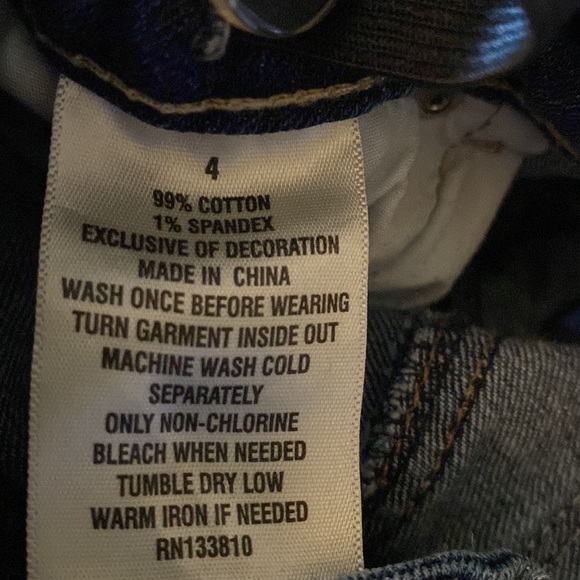 4
99% COTTON
1% SPANDEX
EXCLUSIVE OF DECORATION
MADE IN CHINA
WASH ONCE BEFORE WEARING
TURN GARMENT INSIDE OUT
MACHINE WASH COLD
SEPARATELY
ONLY NON-CHLORINE
BLEACH WHEN NEEDED
TUMBLE DRY LOW
WARM IRON IF NEEDED
RN133810